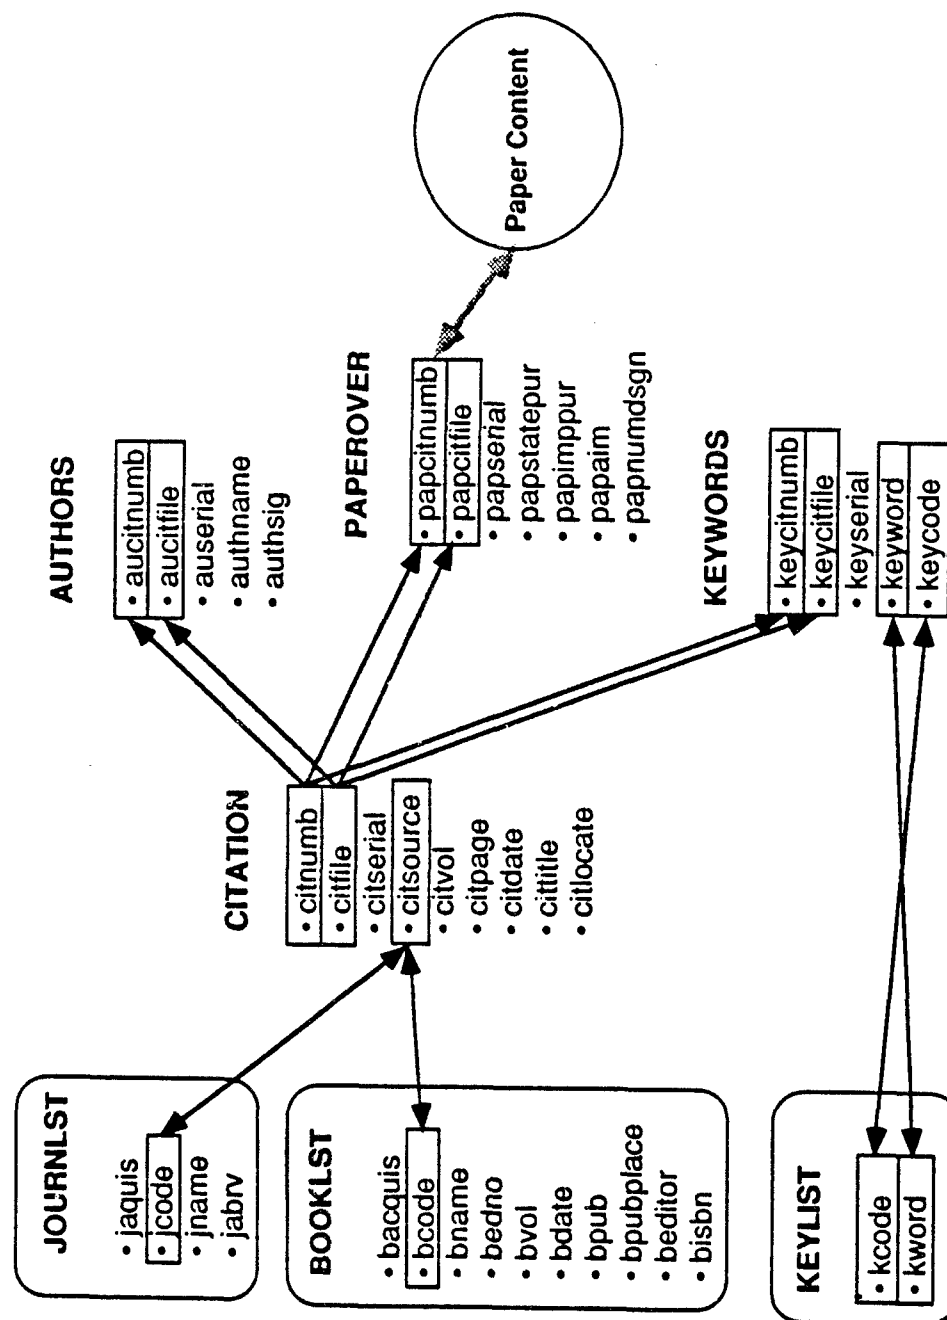 JOURNLST
• jaquis
• jcode
• jname
• jabrv
BOOKLST
• bacquis
• bcode
• bname
• bedno
• bvol
• bdate
• bpub
• bpubplace
• beditor
• bisbn
KEYLIST
• kcode
• kword
CITATION
• citnumb
• citfile
• citserial
• citsource
• citvol
• citpage
• citdate
• cittitle
• citlocate
AUTHORS
• aucitnumb
• aucitfile
• auserial
• authname
• authsig
PAPEROVER
• papcitnumb
• papcitfile
• papserial
• papstatepur
• papimppur
• papaim
• papnumdsgn
KEYWORDS
• keycitnumb
• keycitfile
• keyserial
• keyword
• keycode
Paper Content